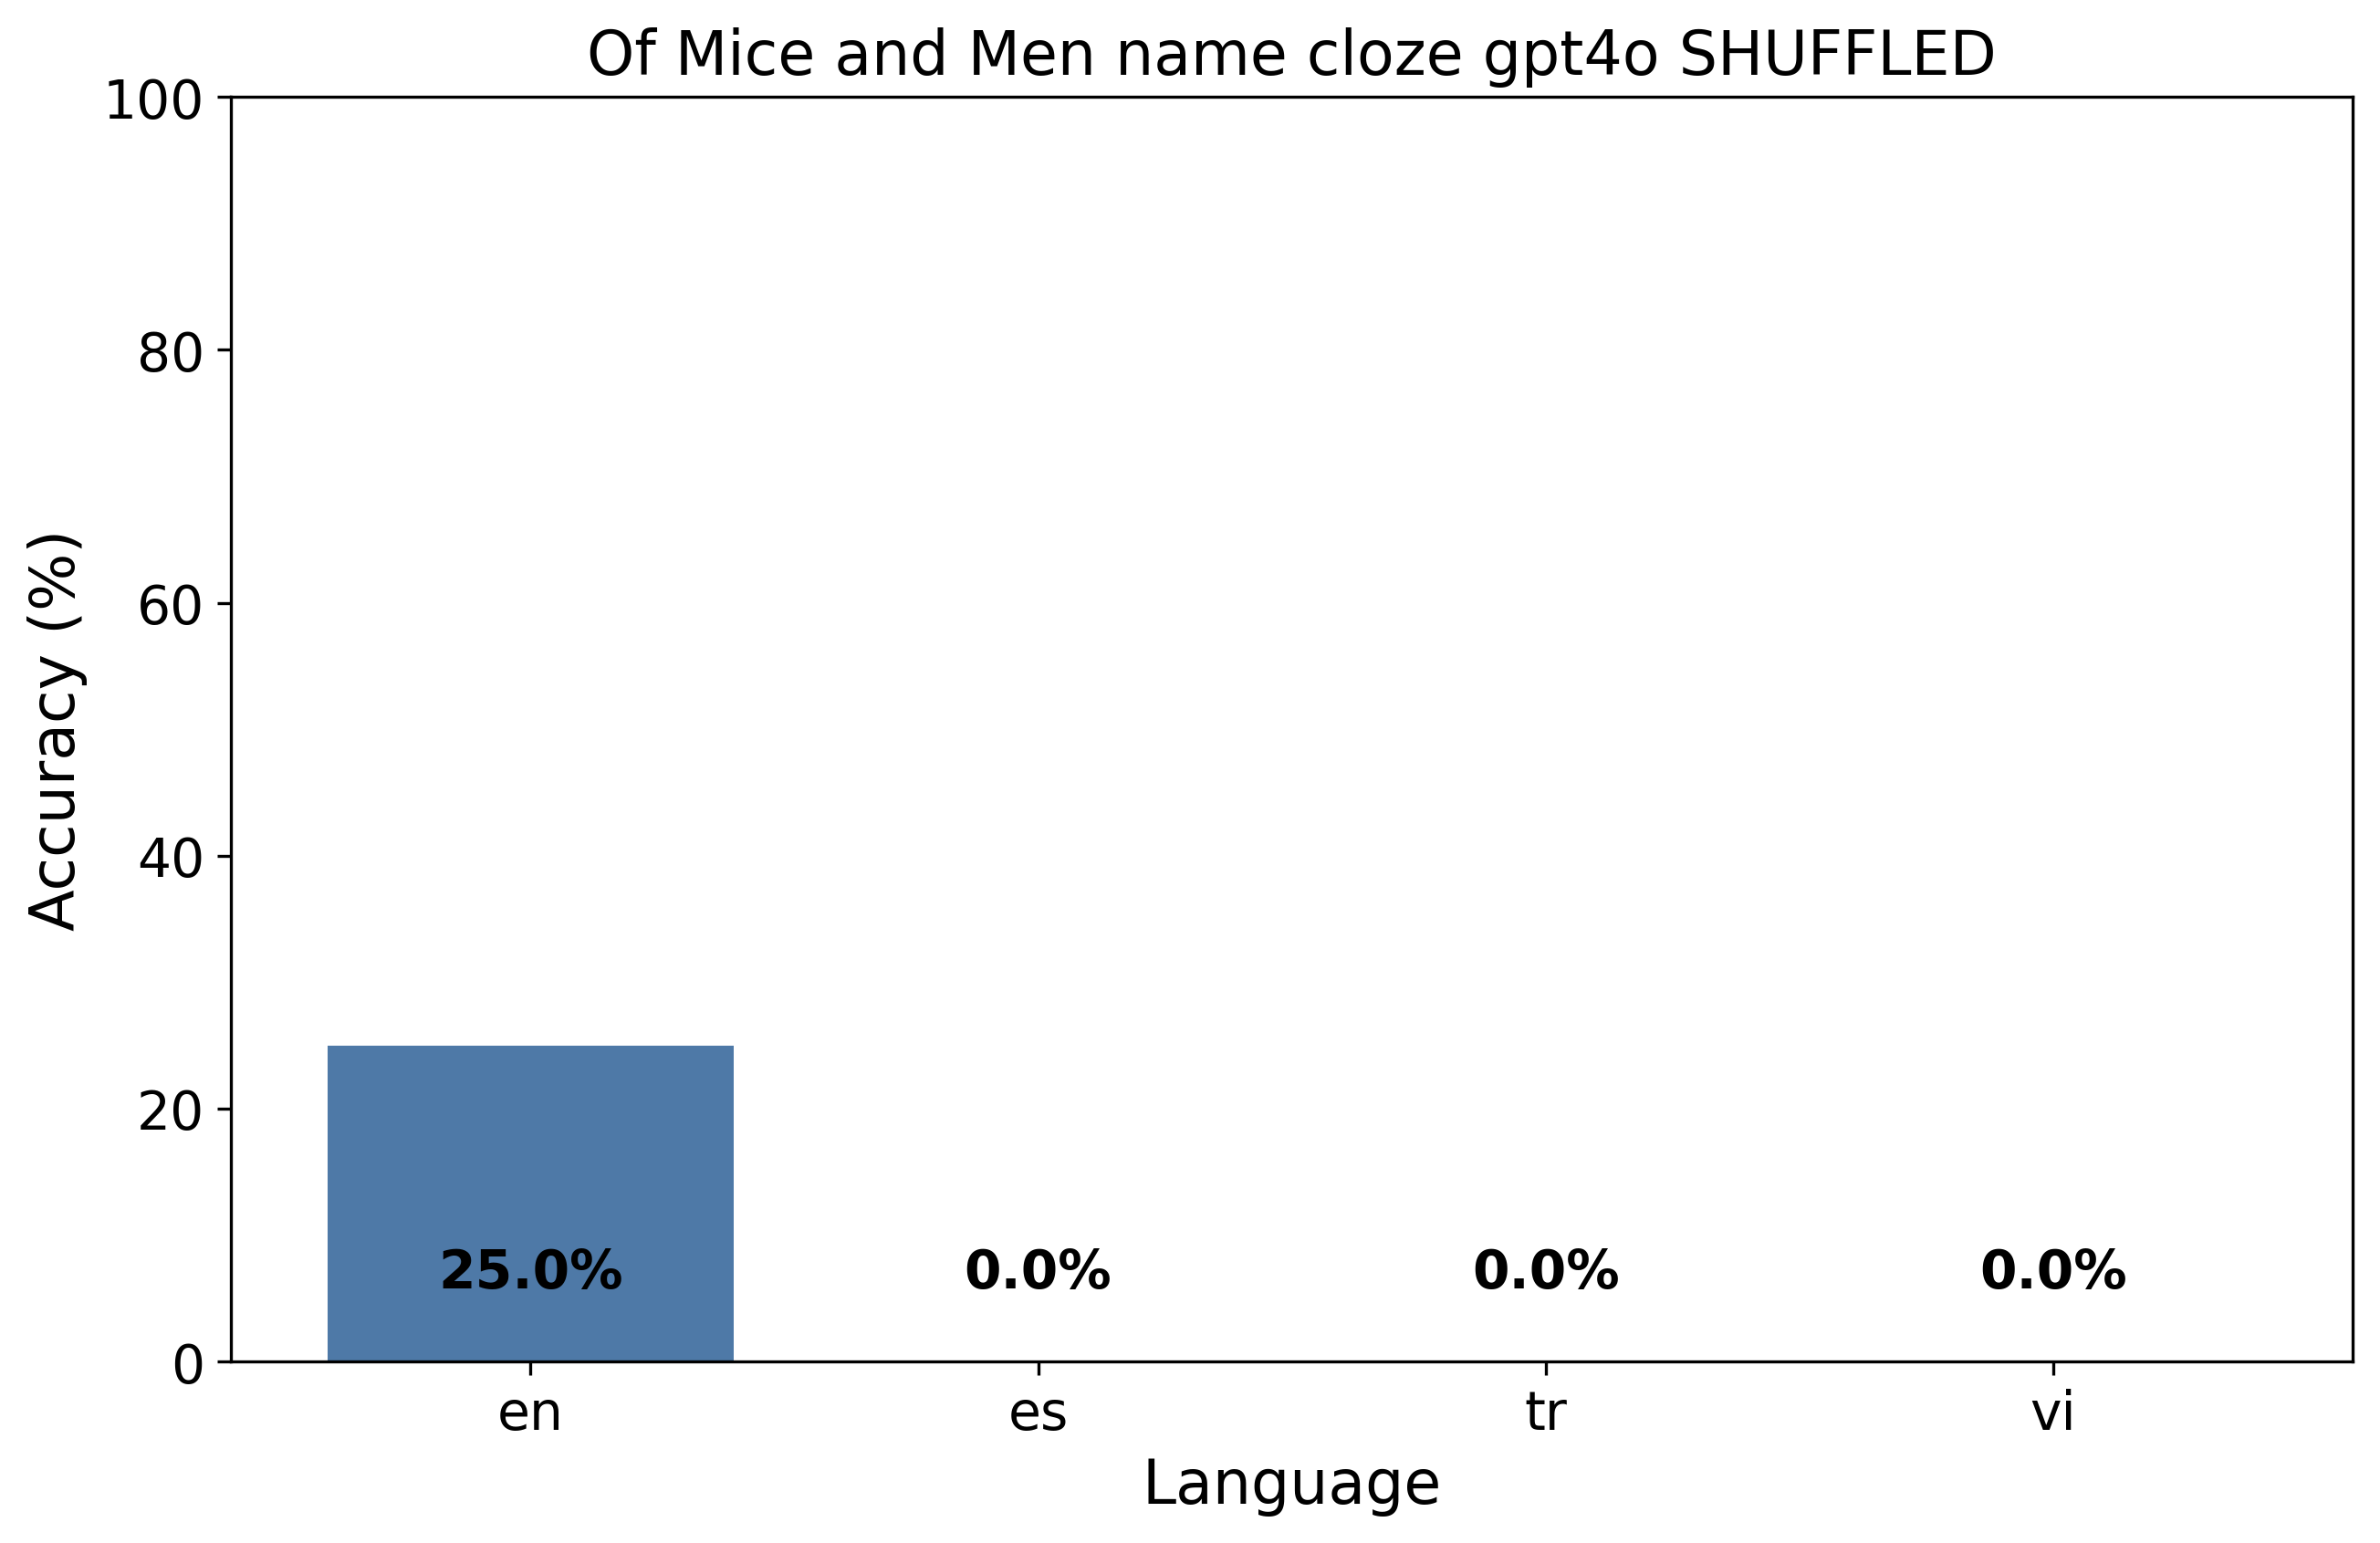 Of Mice and Men name cloze gpt4o SHUFFLED
100
80
60
40
20
0
Accuracy (%)
25.0% 0.0% 0.0% 0.0%
en es tr vi
Language